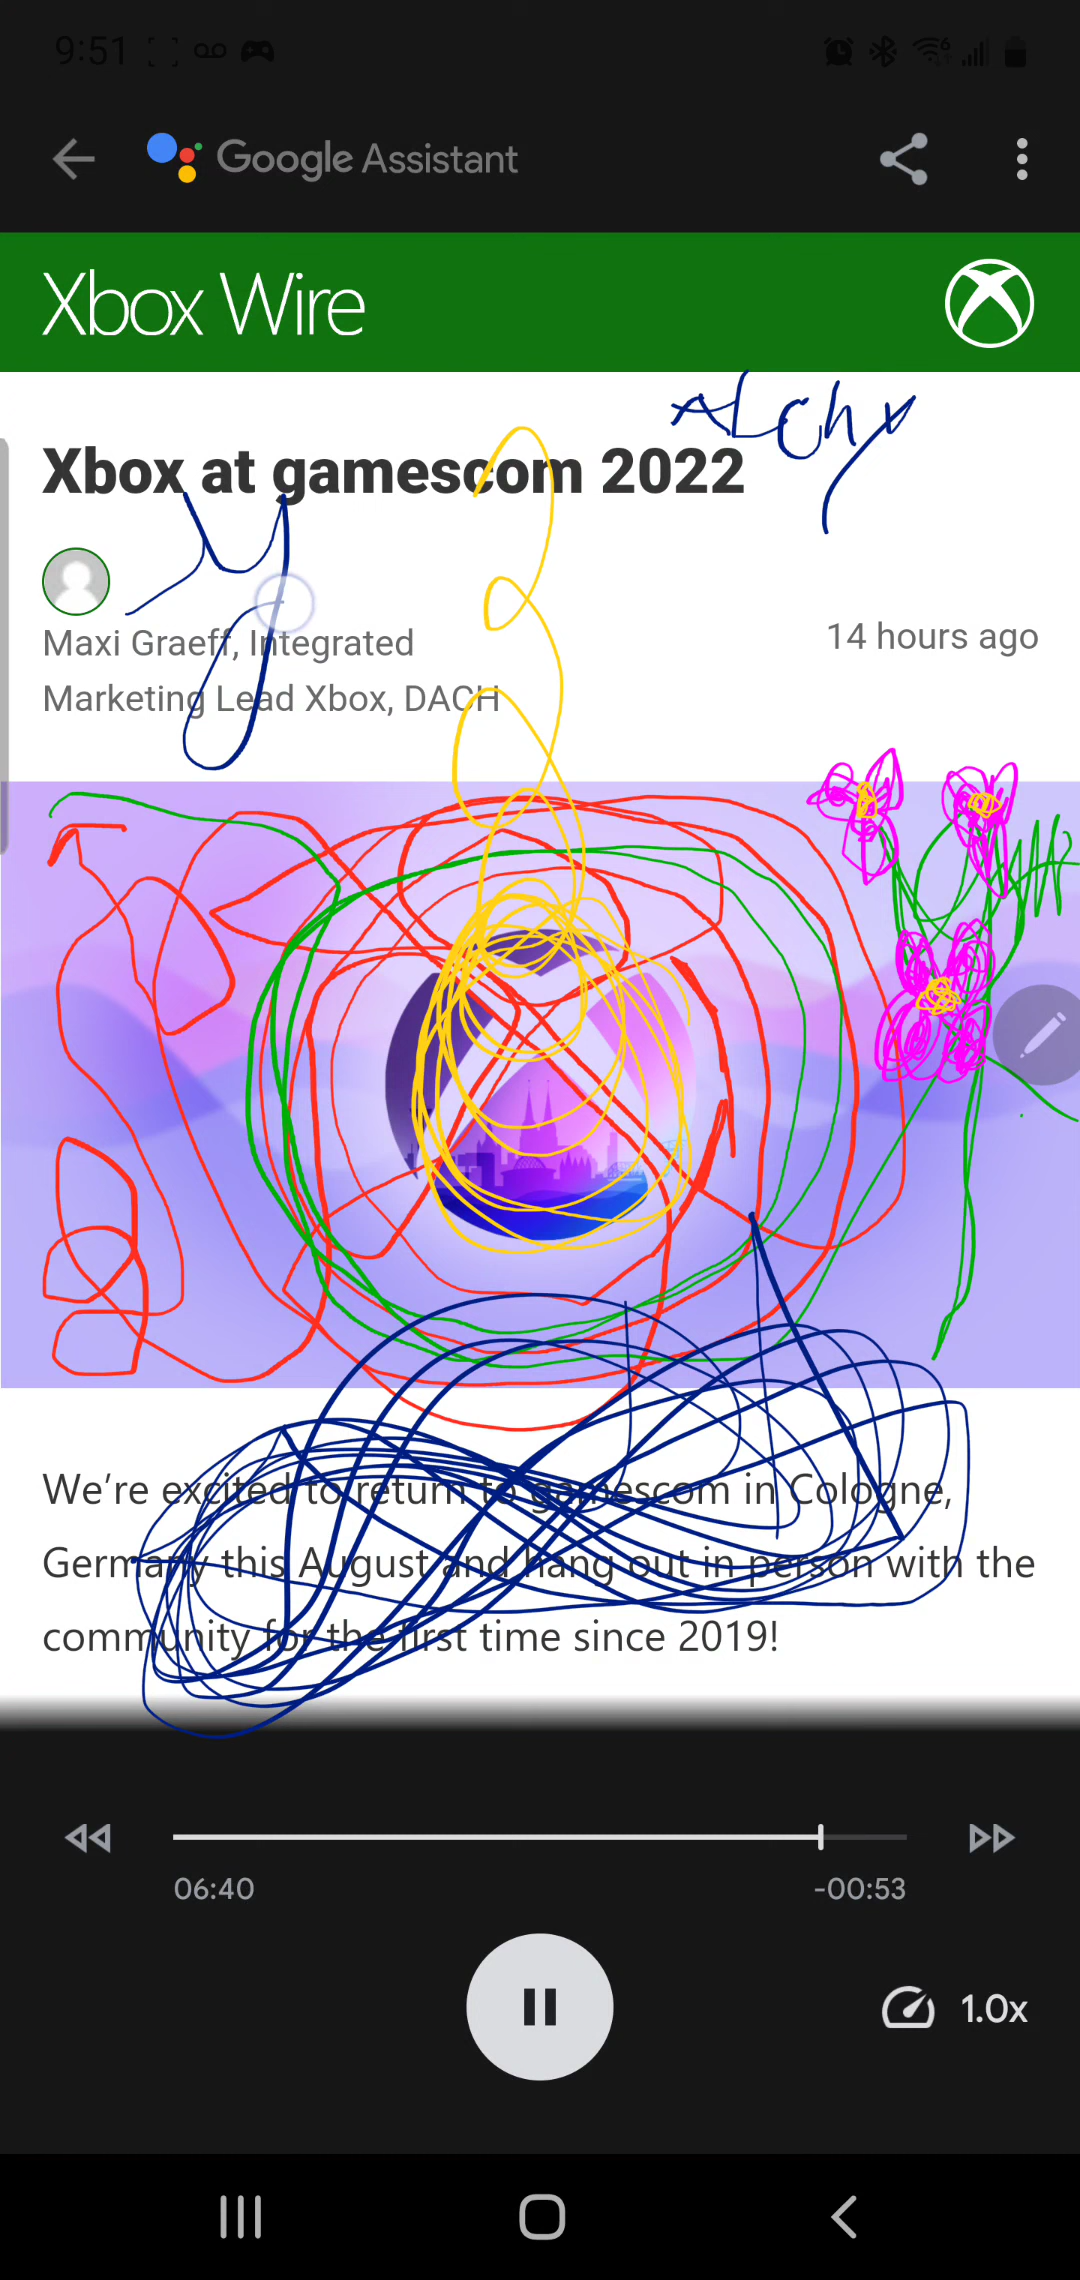 9:51
Google Assistant
Xbox Wire
Xbox at gamescom 2022
Maxi Graeff, Integrated
Marketing Lead Xbox, DACH
14 hours ago
We’re excited to return to gamescom in Cologne,
Germany this August and hang out in person with the
community for the first time since 2019!
06:40
-00:53
1.0x